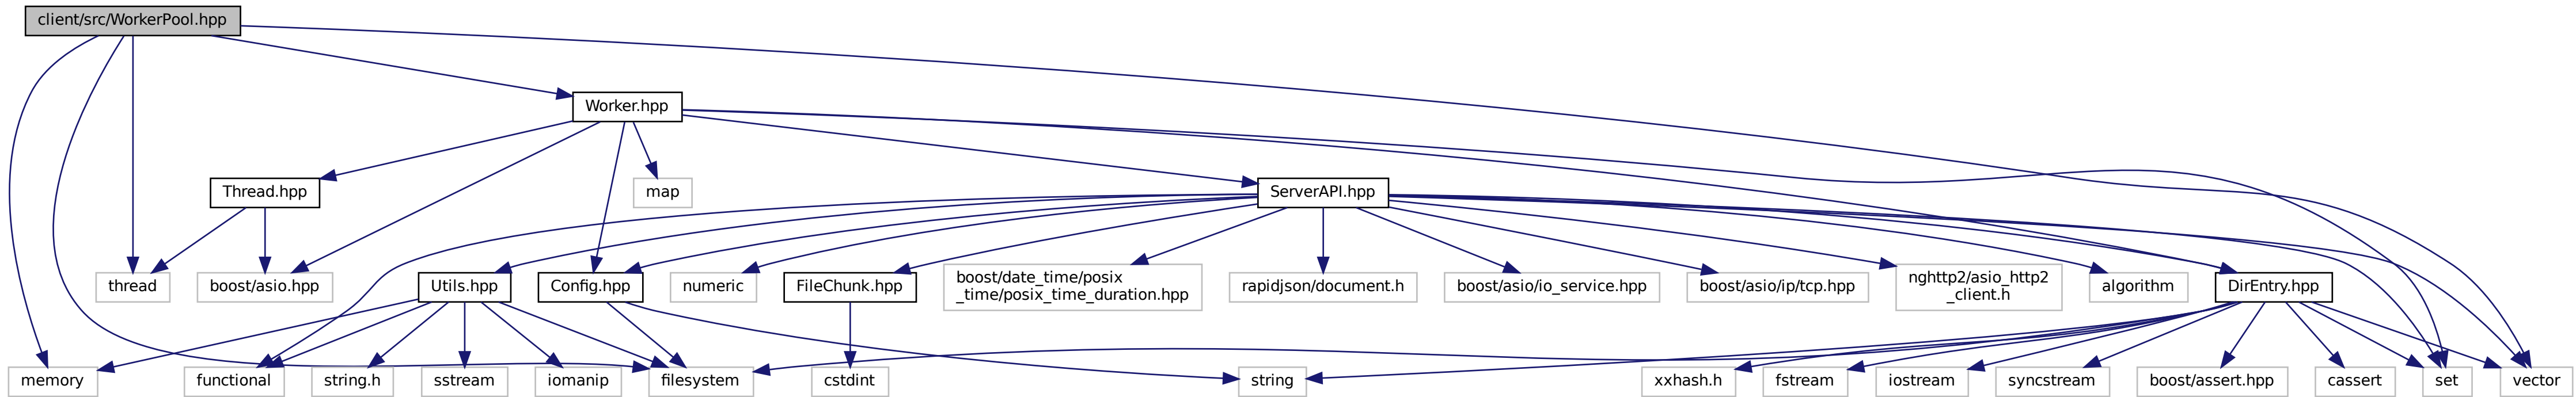 client/src/WorkerPool.hpp
Worker.hpp
Thread.hpp
map
ServerAPI.hpp
thread
boost/asio.hpp
Utils.hpp
Config.hpp
numeric
FileChunk.hpp
boost/date_time/posix
_time/posix_time_duration.hpp
rapidjson/document.h
boost/asio/io_service.hpp
boost/asio/ip/tcp.hpp
nghttp2/asio_http2
_client.h
algorithm
DirEntry.hpp
memory
functional
string.h
sstream
iomanip
filesystem
cstdint
string
xxhash.h
fstream
iostream
syncstream
boost/assert.hpp
cassert
set
vector